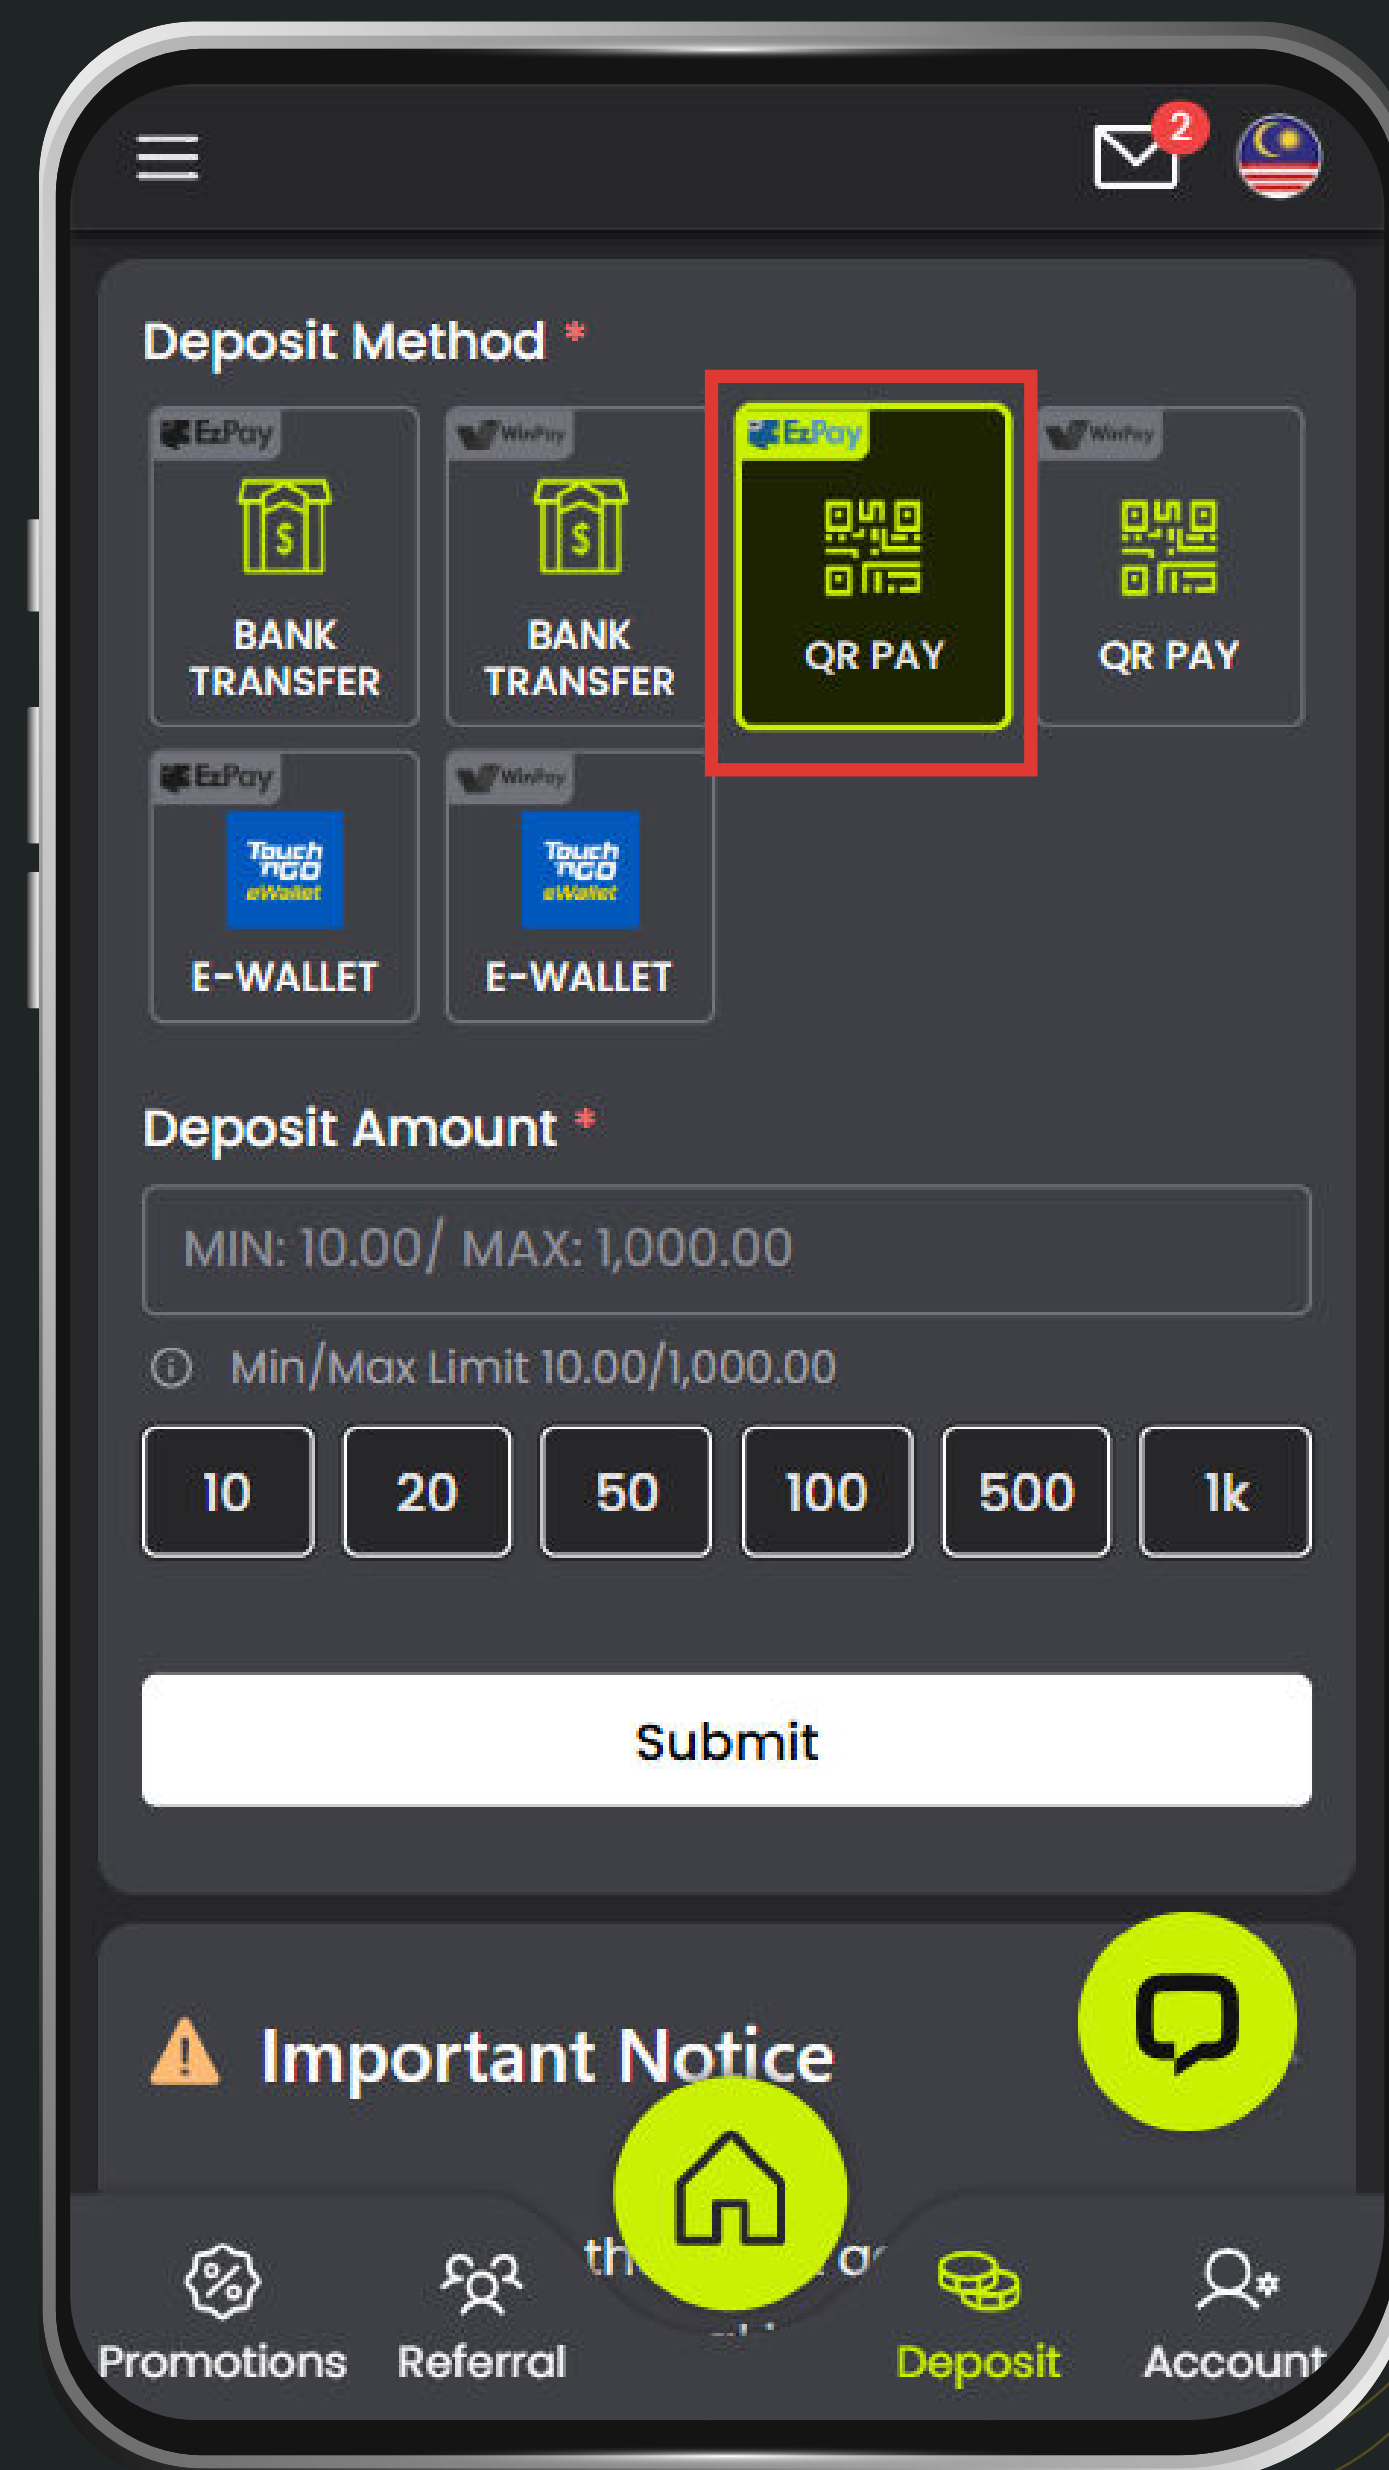 2
Deposit Method *
EzPay
WinPay
EzPay
WinPay
BANK
TRANSFER
BANK
TRANSFER
QR PAY
QR PAY
EzPay
WinPay
Touch
'nGO
eWallet
Touch
'nGO
eWallet
E-WALLET
E-WALLET
Deposit Amount *
MIN: 10.00/ MAX: 1,000.00
Min/Max Limit 10.00/1,000.00
10
20
50
100
500
1k
Submit
Important Notice
Promotions
Referral
Deposit
Account